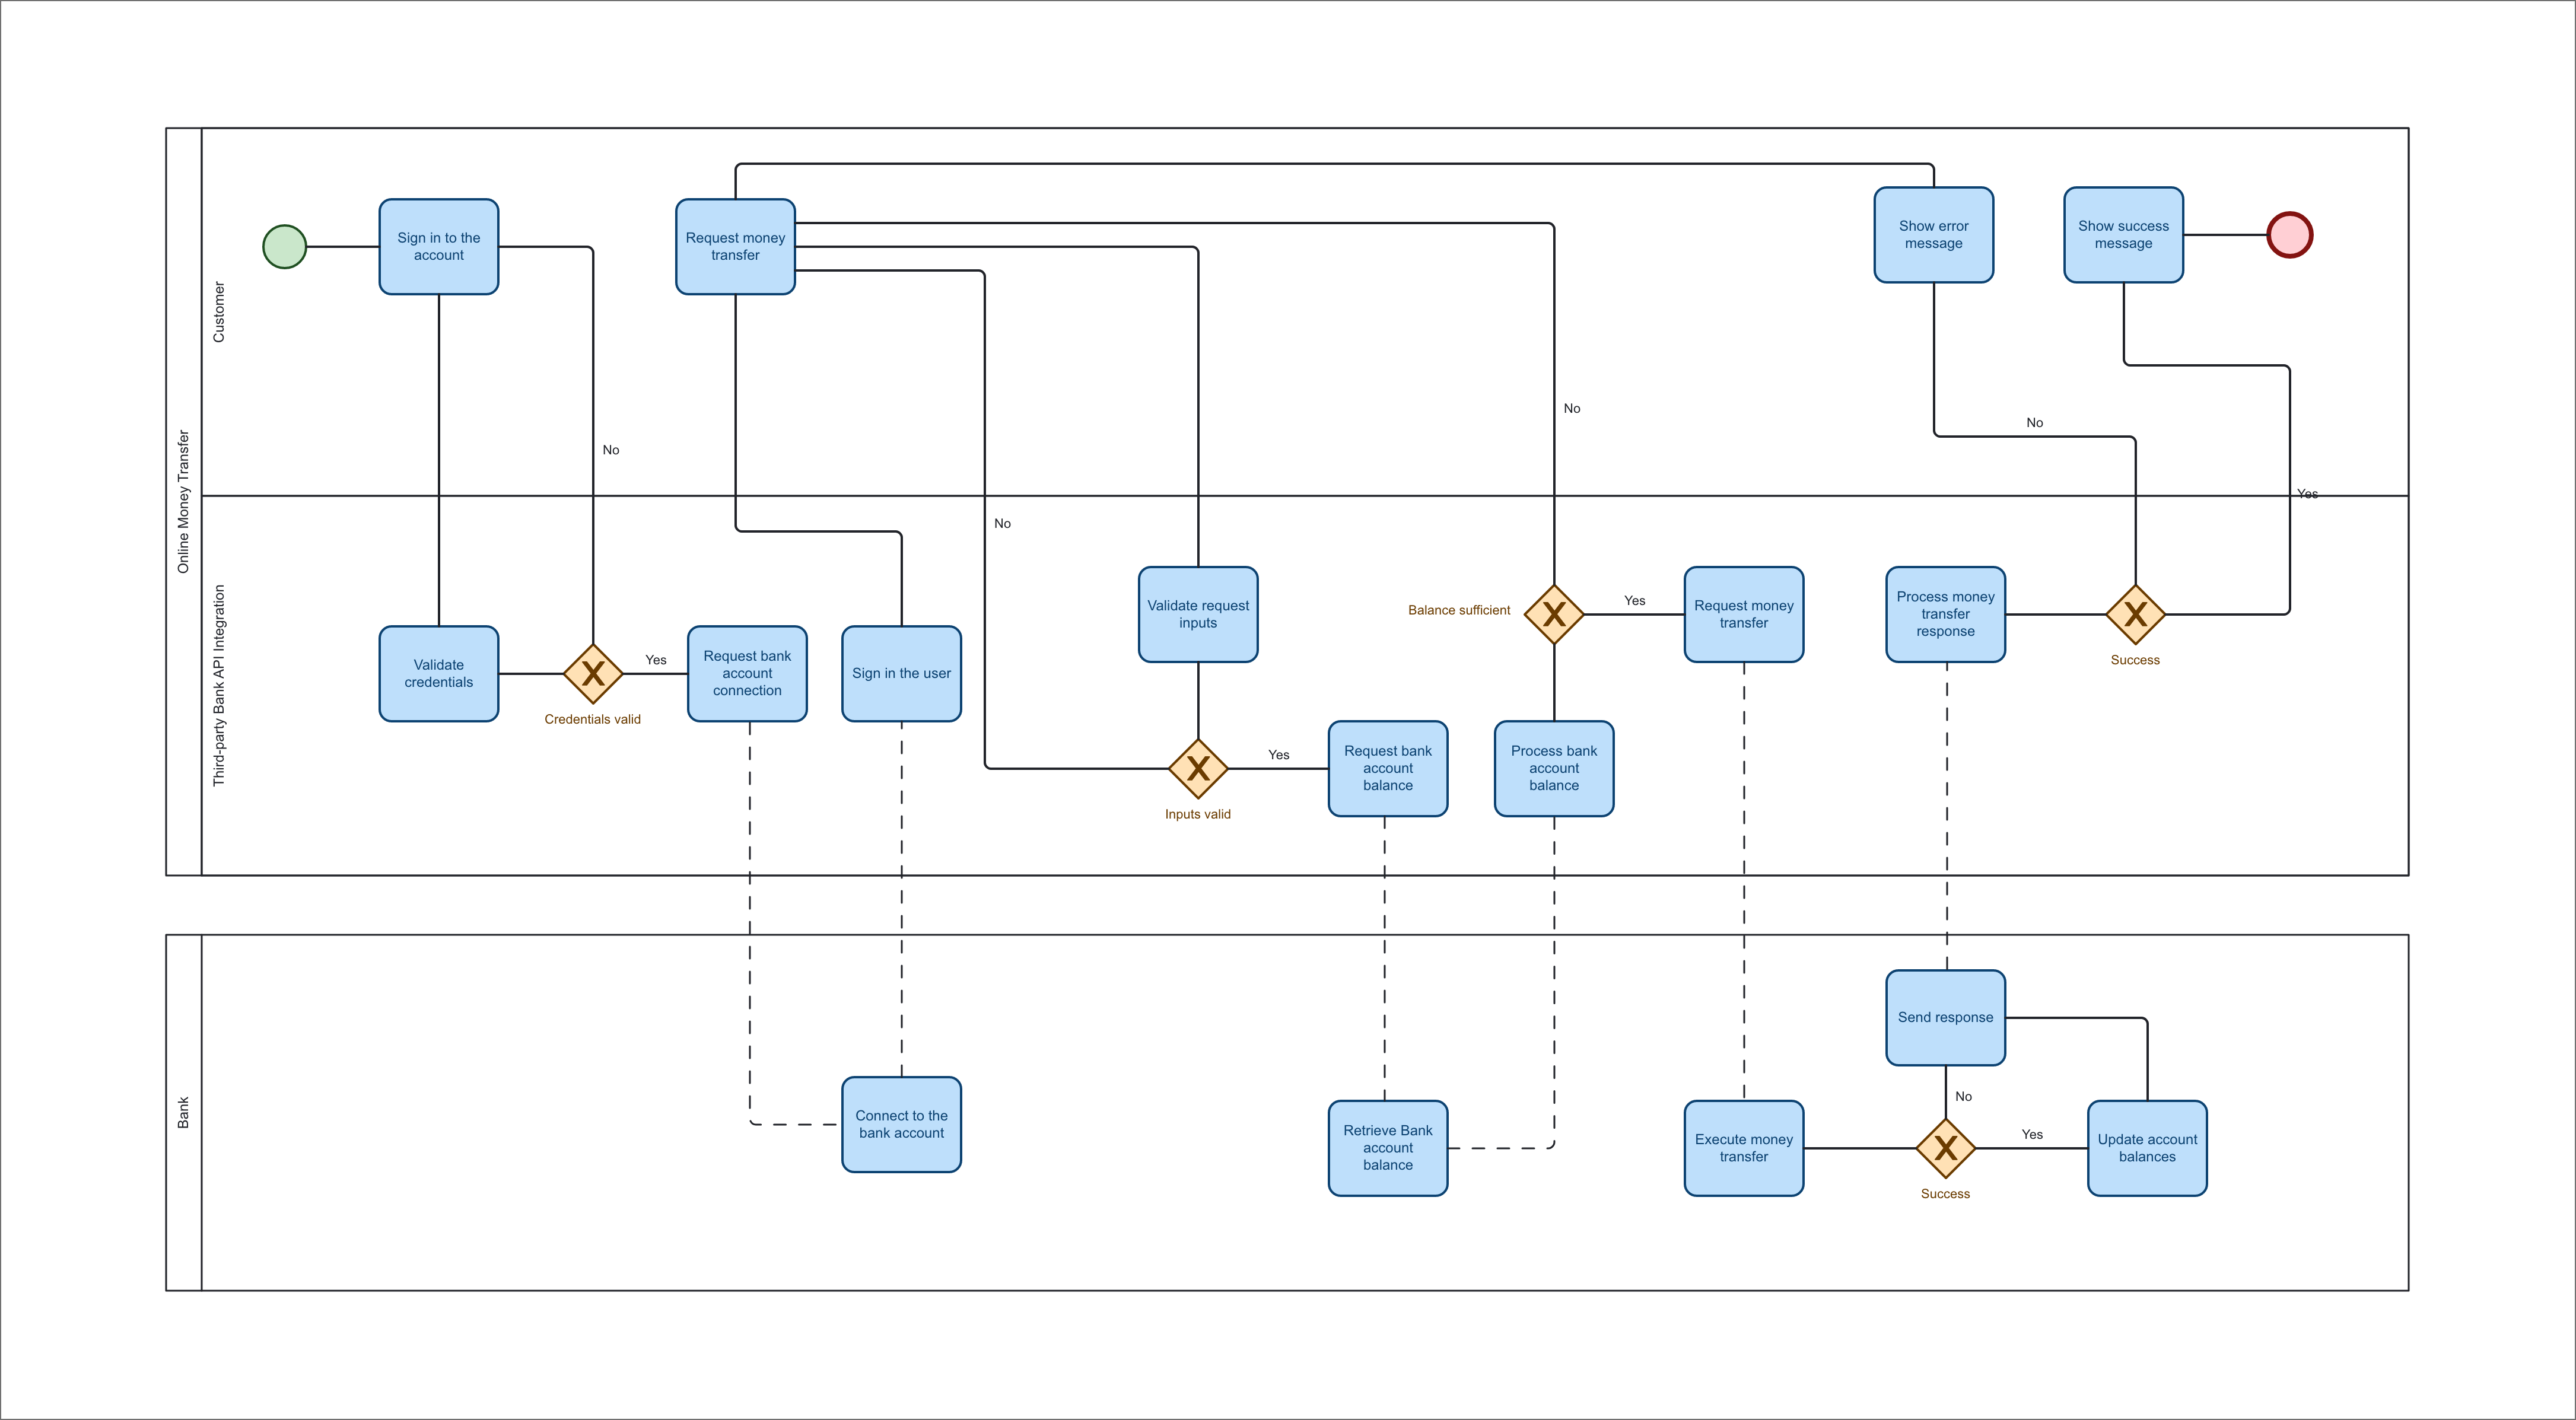 Online Money Transfer
Customer
Sign in to the
account
Request money
transfer
Show error
message
Show success
message
No
No
No
Yes
No
Third-party Bank API Integration
Validate
credentials
Credentials valid
Yes
Request bank
account
connection
Sign in the user
Validate request
inputs
Inputs valid
Yes
Request bank
account
balance
Balance sufficient
Yes
Process bank
account
balance
Request money
transfer
Process money
transfer
response
Success
Bank
Connect to the
bank account
Retrieve Bank
account
balance
Execute money
transfer
Send response
No
Success
Yes
Update account
balances